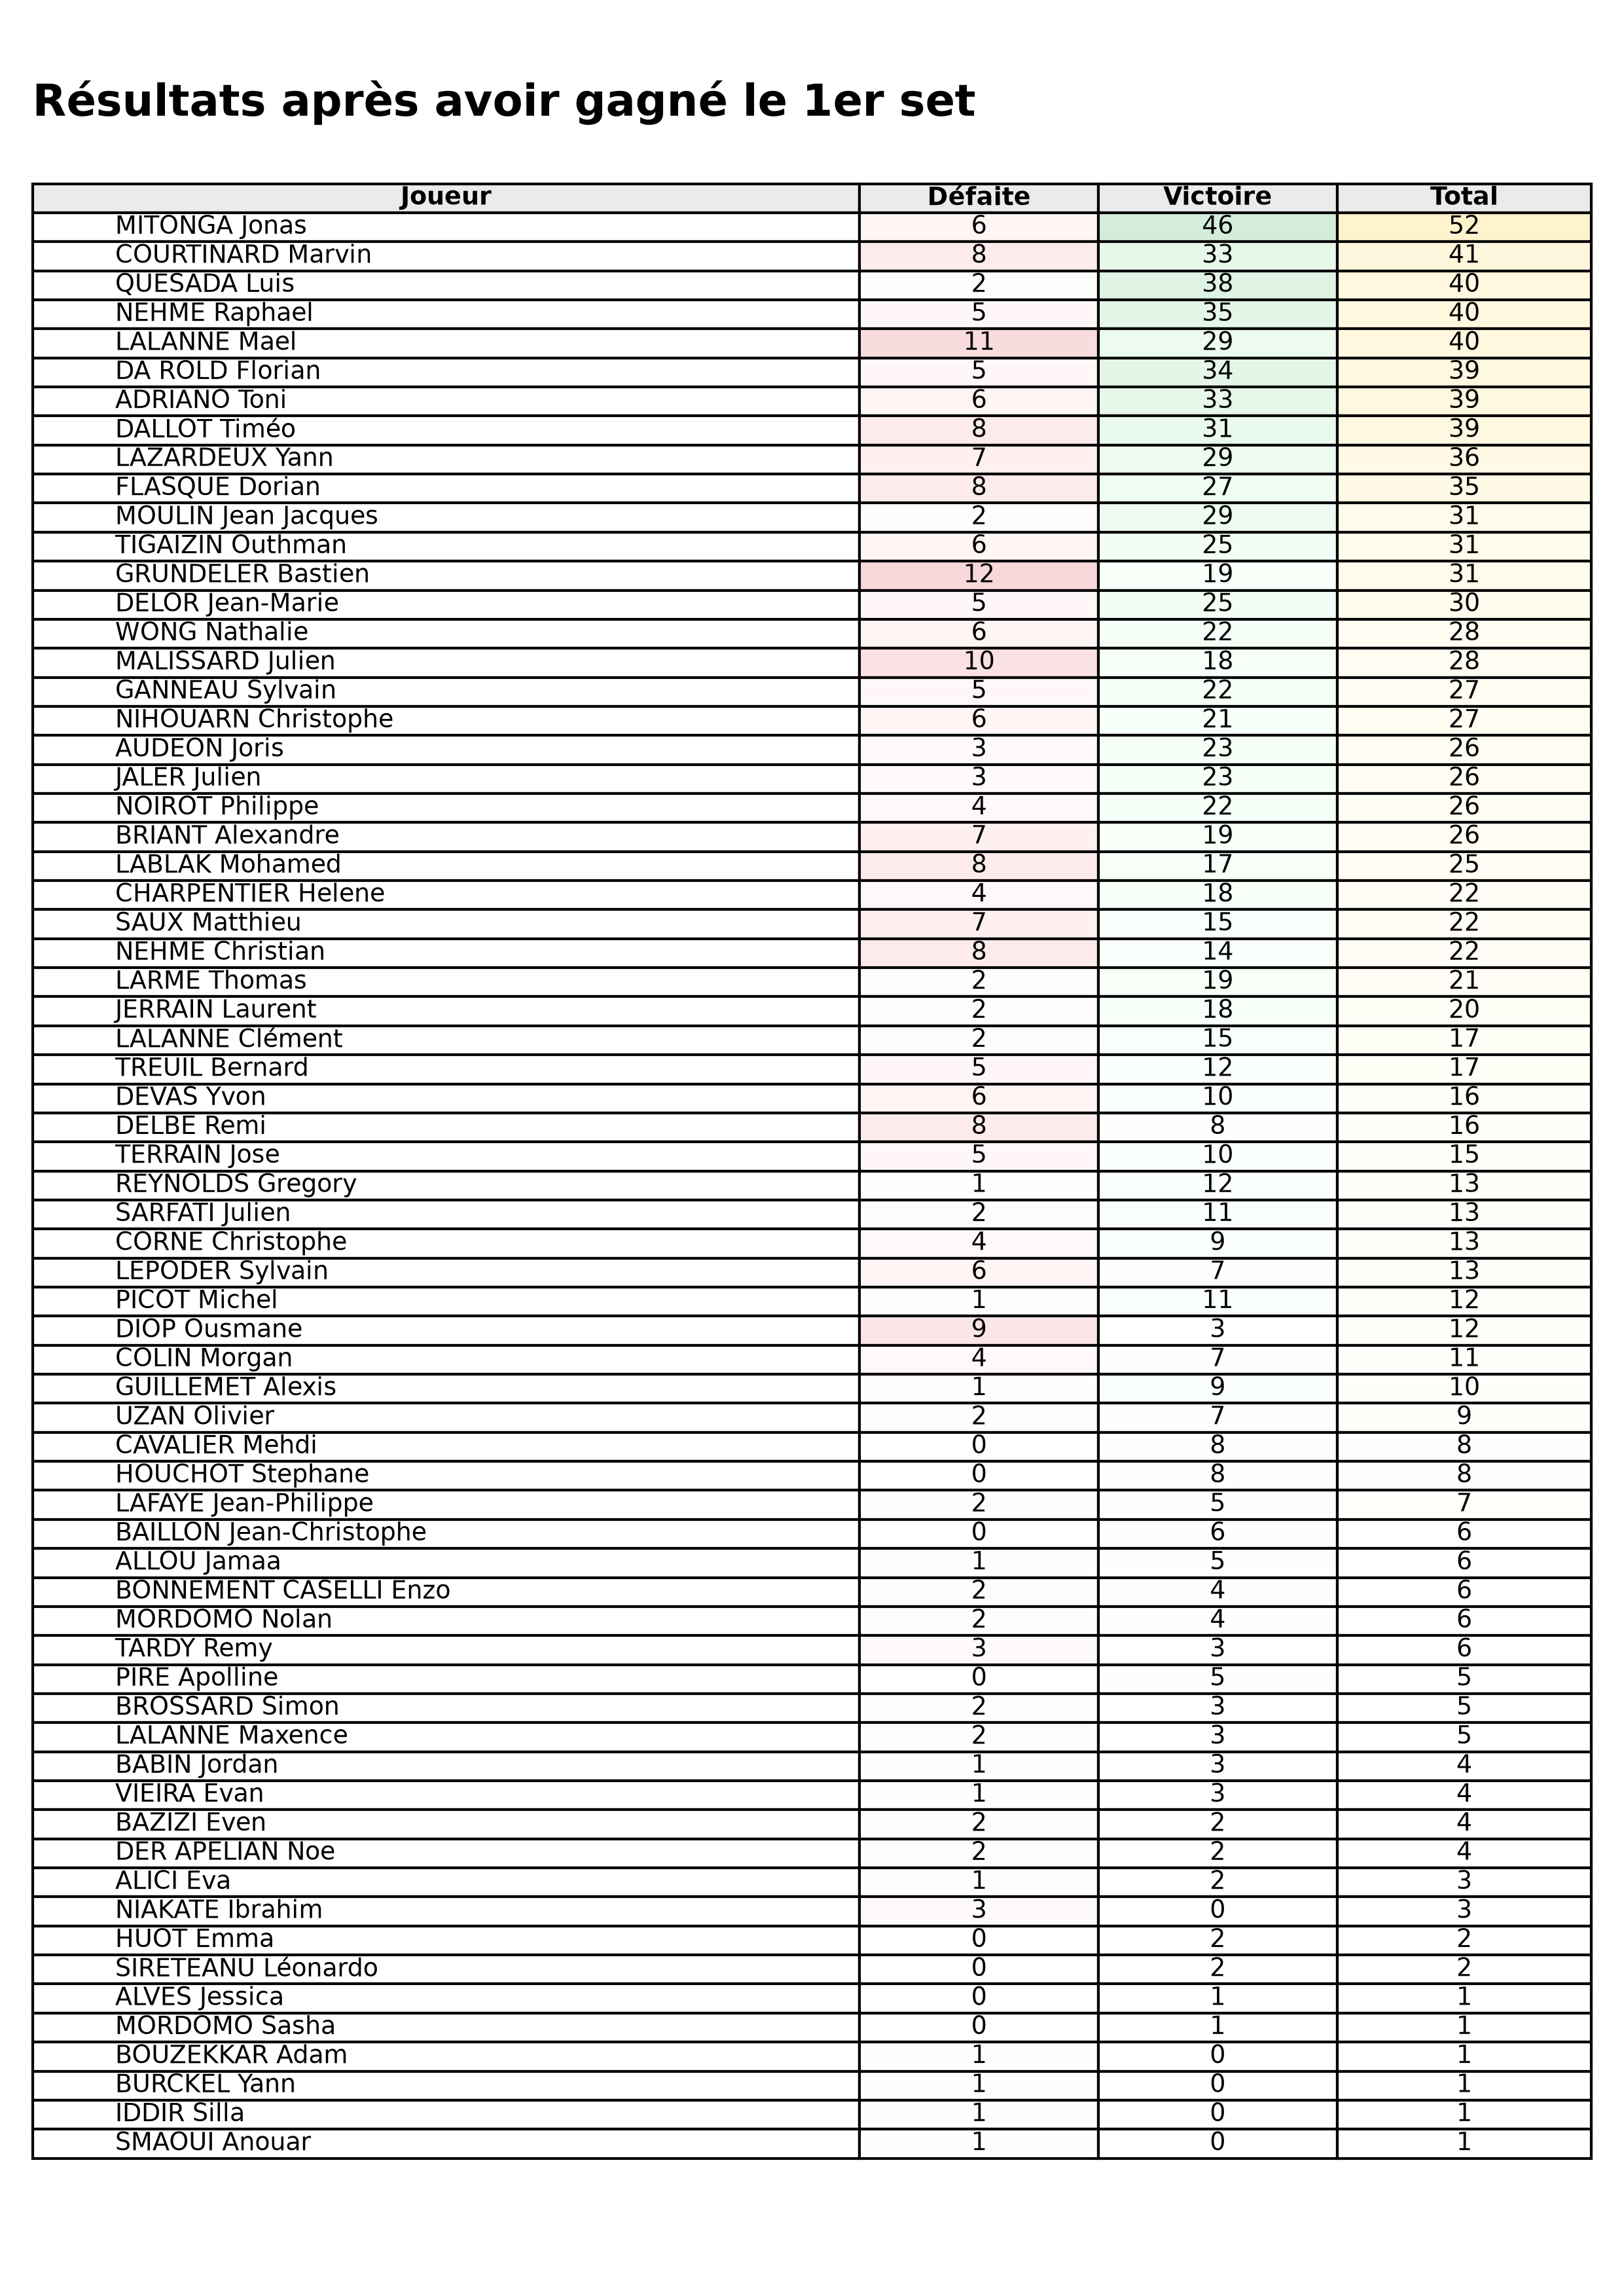 Résultats après avoir gagné le 1er set
Joueur Défaite Victoire Total
MITONGA Jonas 6 46 52
COURTINARD Marvin 8 33 41
QUESADA Luis 2 38 40
NEHME Raphael 5 35 40
LALANNE Mael 11 29 40
DA ROLD Florian 5 34 39
ADRIANO Toni 6 33 39
DALLOT Timéo 8 31 39
LAZARDEUX Yann 7 29 36
FLASQUE Dorian 8 27 35
MOULIN Jean Jacques 2 29 31
TIGAIZIN Outhman 6 25 31
GRUNDELER Bastien 12 19 31
DELOR Jean-Marie 5 25 30
WONG Nathalie 6 22 28
MALISSARD Julien 10 18 28
GANNEAU Sylvain 5 22 27
NIHOUARN Christophe 6 21 27
AUDEON Joris 3 23 26
JALER Julien 3 23 26
NOIROT Philippe 4 22 26
BRIANT Alexandre 7 19 26
LABLAK Mohamed 8 17 25
CHARPENTIER Helene 4 18 22
SAUX Matthieu 7 15 22
NEHME Christian 8 14 22
LARME Thomas 2 19 21
JERRAIN Laurent 2 18 20
LALANNE Clément 2 15 17
TREUIL Bernard 5 12 17
DEVAS Yvon 6 10 16
DELBE Remi 8 8 16
TERRAIN Jose 5 10 15
REYNOLDS Gregory 1 12 13
SARFATI Julien 2 11 13
CORNE Christophe 4 9 13
LEPODER Sylvain 6 7 13
PICOT Michel 1 11 12
DIOP Ousmane 9 3 12
COLIN Morgan 4 7 11
GUILLEMET Alexis 1 9 10
UZAN Olivier 2 7 9
CAVALIER Mehdi 0 8 8
HOUCHOT Stephane 0 8 8
LAFAYE Jean-Philippe 2 5 7
BAILLON Jean-Christophe 0 6 6
ALLOU Jamaa 1 5 6
BONNEMENT CASELLI Enzo 2 4 6
MORDOMO Nolan 2 4 6
TARDY Remy 3 3 6
PIRE Apolline 0 5 5
BROSSARD Simon 2 3 5
LALANNE Maxence 2 3 5
BABIN Jordan 1 3 4
VIEIRA Evan 1 3 4
BAZIZI Even 2 2 4
DER APELIAN Noe 2 2 4
ALICI Eva 1 2 3
NIAKATE Ibrahim 3 0 3
HUOT Emma 0 2 2
SIRETEANU Léonardo 0 2 2
ALVES Jessica 0 1 1
MORDOMO Sasha 0 1 1
BOUZEKKAR Adam 1 0 1
BURCKEL Yann 1 0 1
IDDIR Silla 1 0 1
SMAOUI Anouar 1 0 1